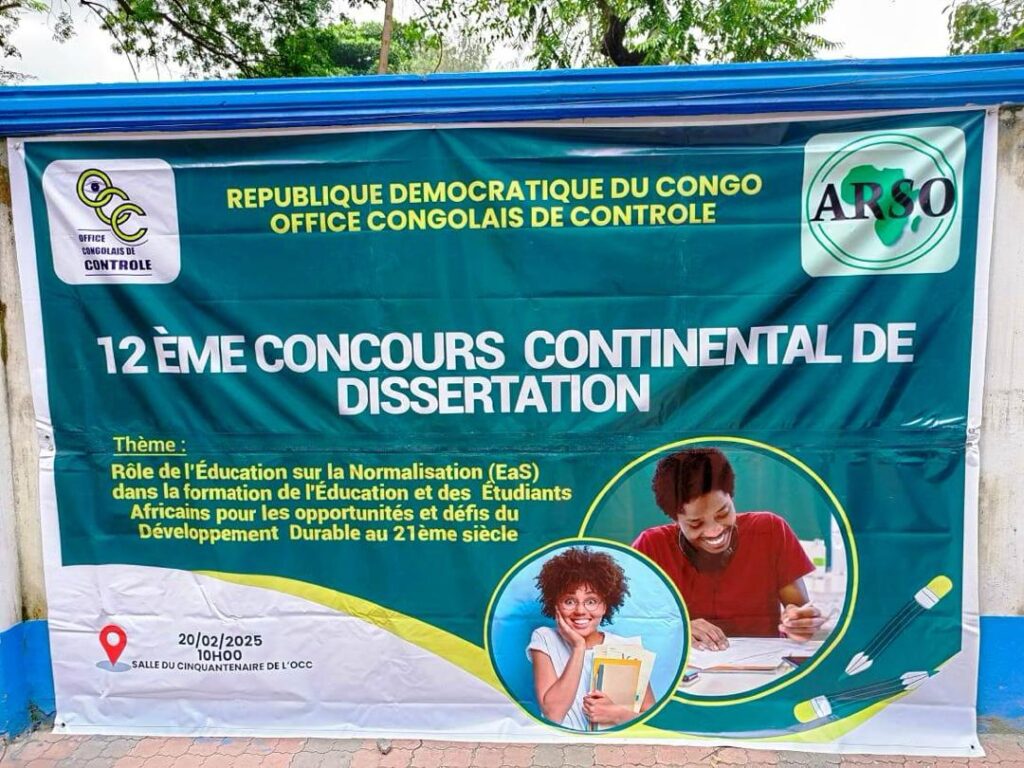 OFFICE
CONGOLAIS DE
CONTROLE
REPUBLIQUE DEMOCRATIQUE DU CONGO
OFFICE CONGOLAIS DE CONTROLE
ARSO
12 ÈME CONCOURS CONTINENTAL DE
DISSERTATION
Thème :
Rôle de l'Éducation sur la Normalisation (EaS)
dans la formation de l'Éducation et des Étudiants
Africains pour les opportunités et défis du
Développement Durable au 21ème siècle
20/02/2025
10H00
SALLE DU CINQUANTENAIRE DE L'OCC